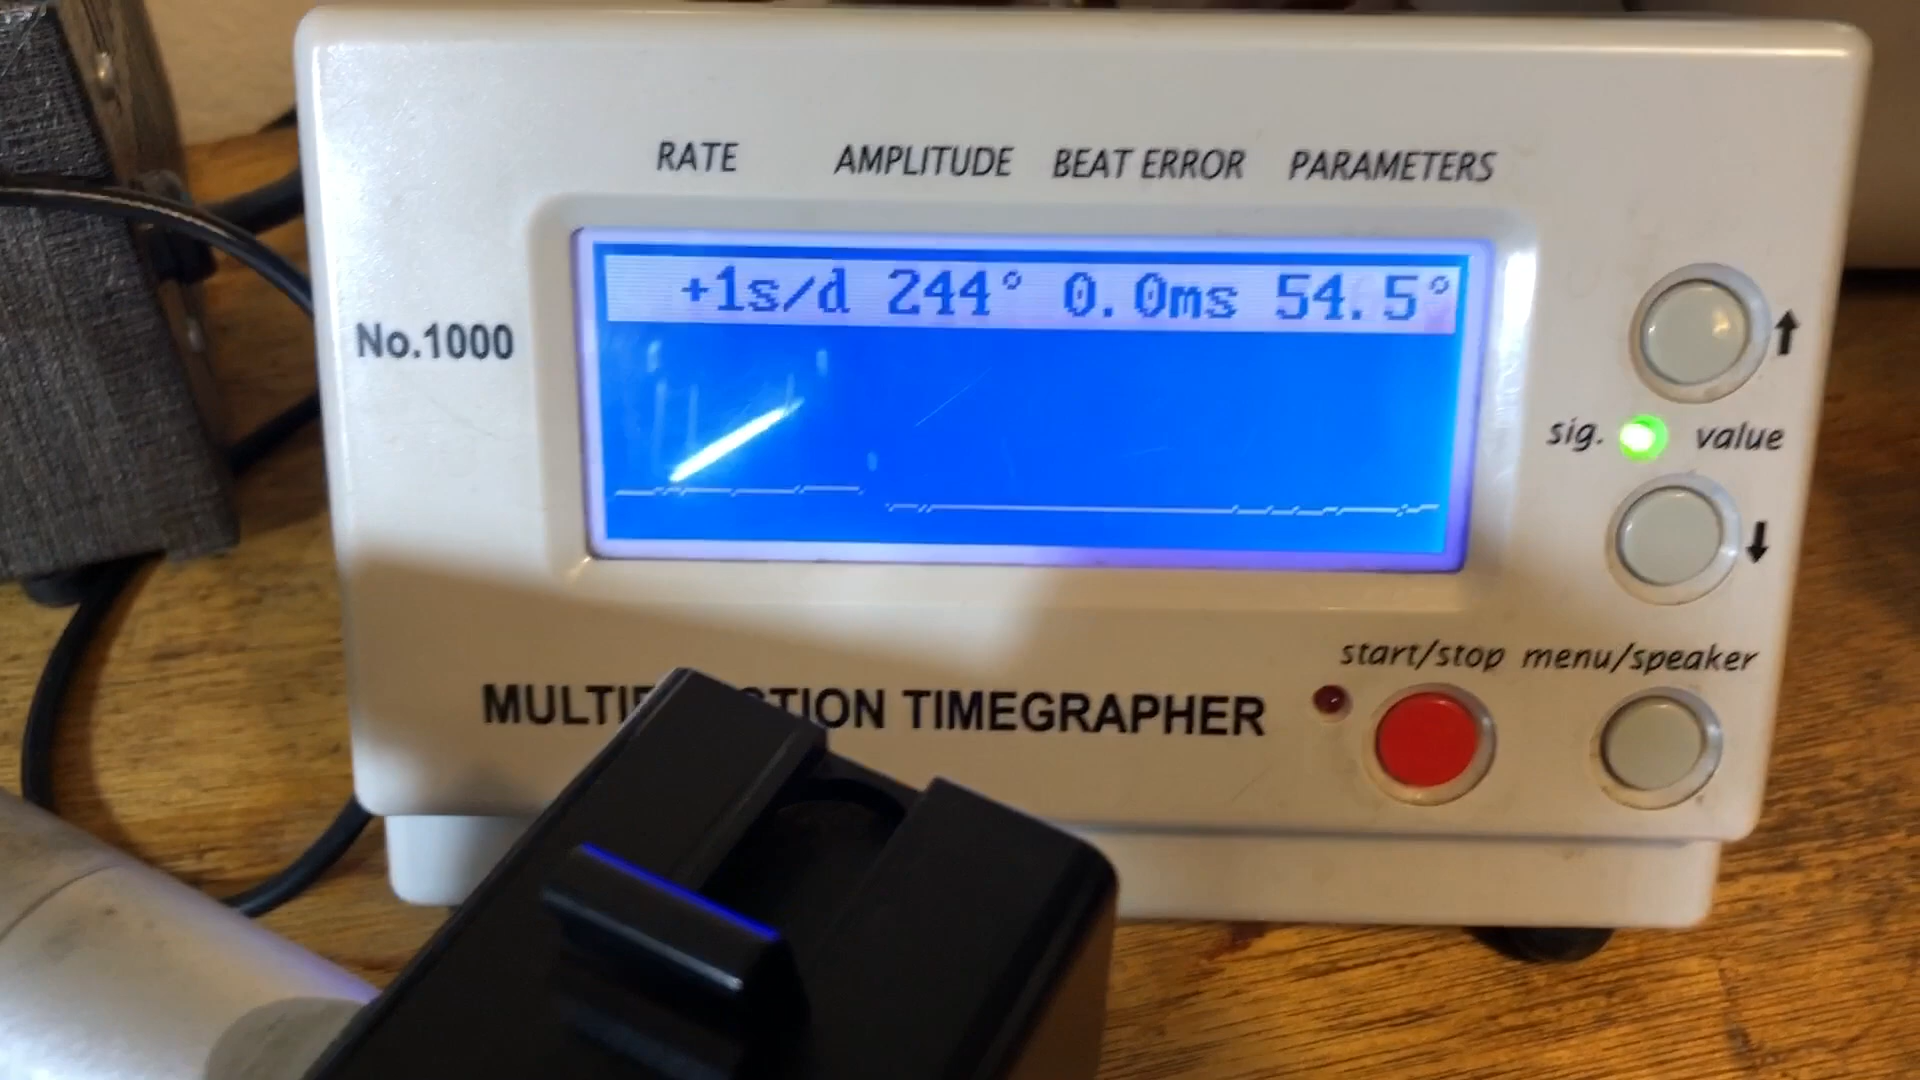 RATE AMPLITUDE BEAT ERROR PARAMETERS
+1s/d 244° 0.0ms 54.5°
No.1000
↑
sig. value
↓
start/stop menu/speaker
TIMEGRAPHER